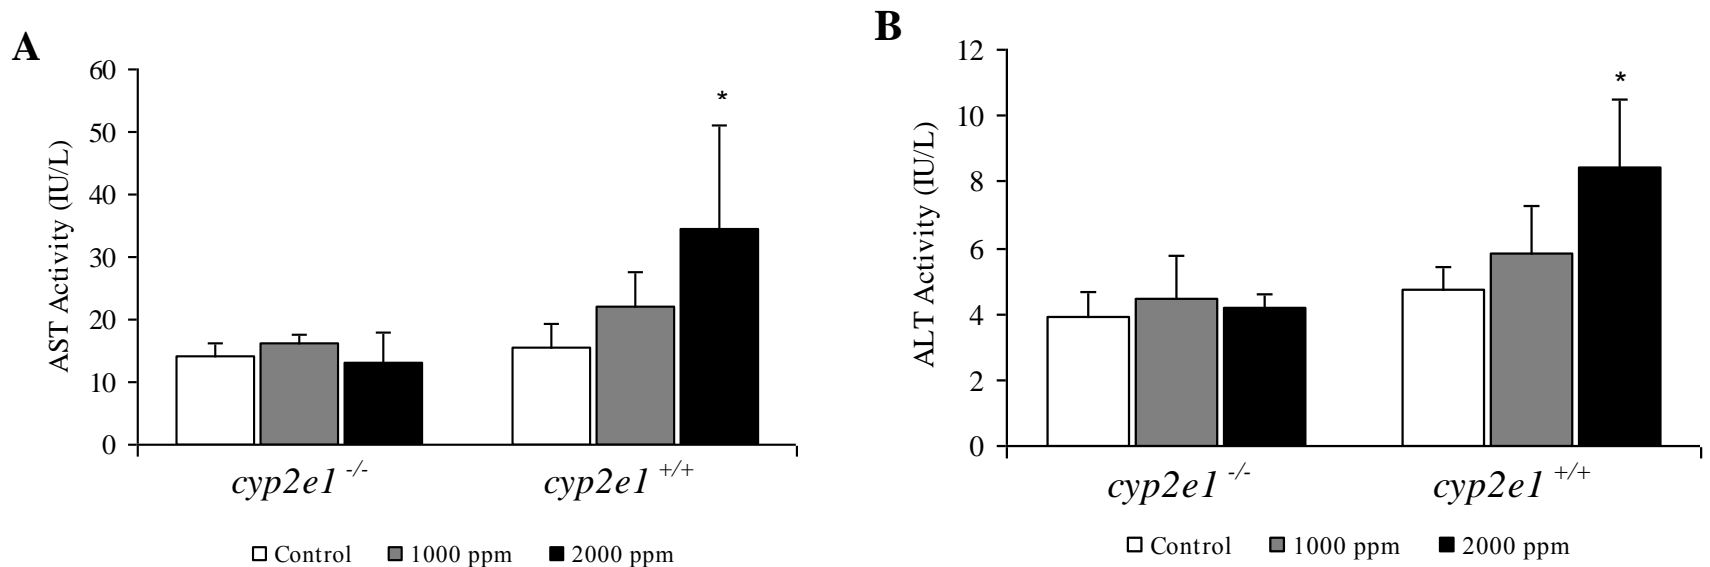 A
AST Activity (IU/L)
60
50
40
30
20
10
0
*
cyp2e1 -/-
cyp2e1 +/+
Control 1000 ppm 2000 ppm
B
ALT Activity (IU/L)
12
10
8
6
4
2
0
*
cyp2e1 -/-
cyp2e1 +/+
Control 1000 ppm 2000 ppm